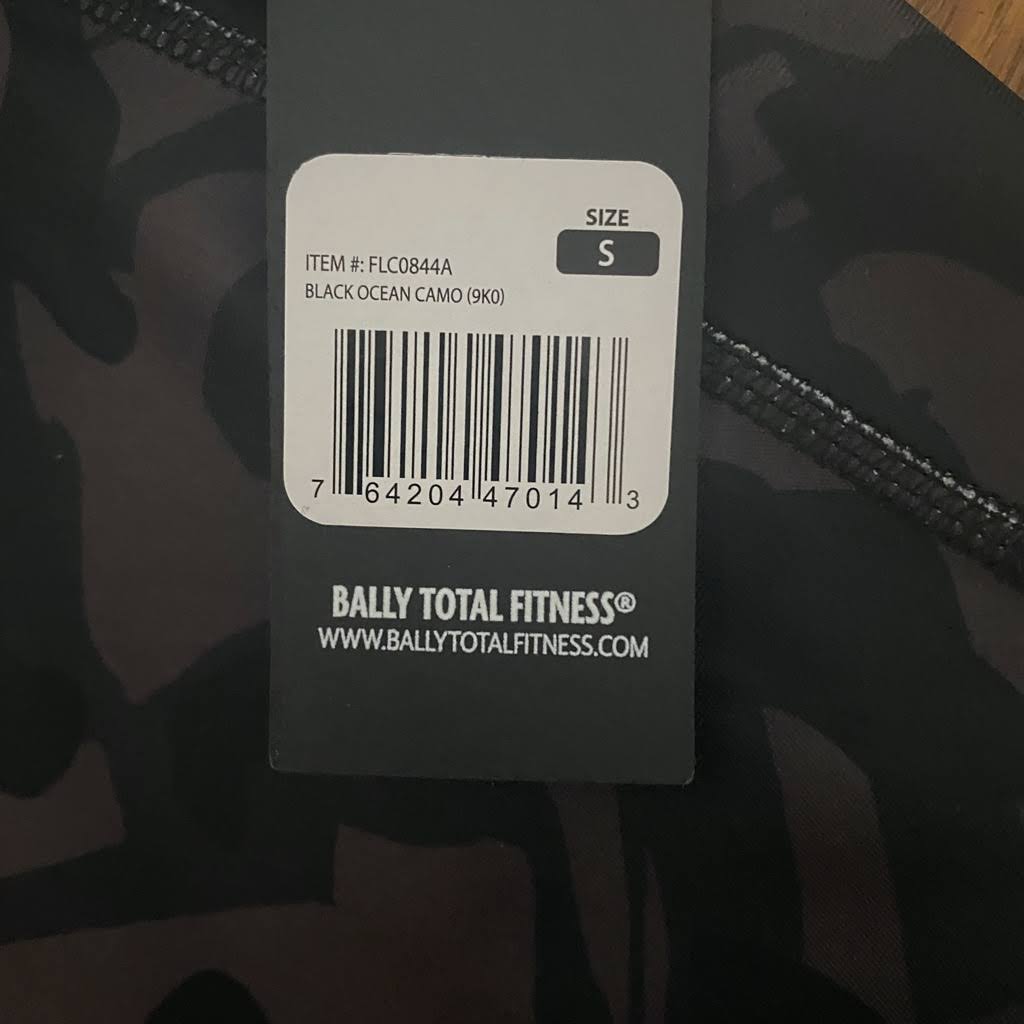 SIZE
S
ITEM #: FLC0844A
BLACK OCEAN CAMO (9K0)
7 64204 47014 3
BALLY TOTAL FITNESS®
WWW.BALLYTOTALFITNESS.COM